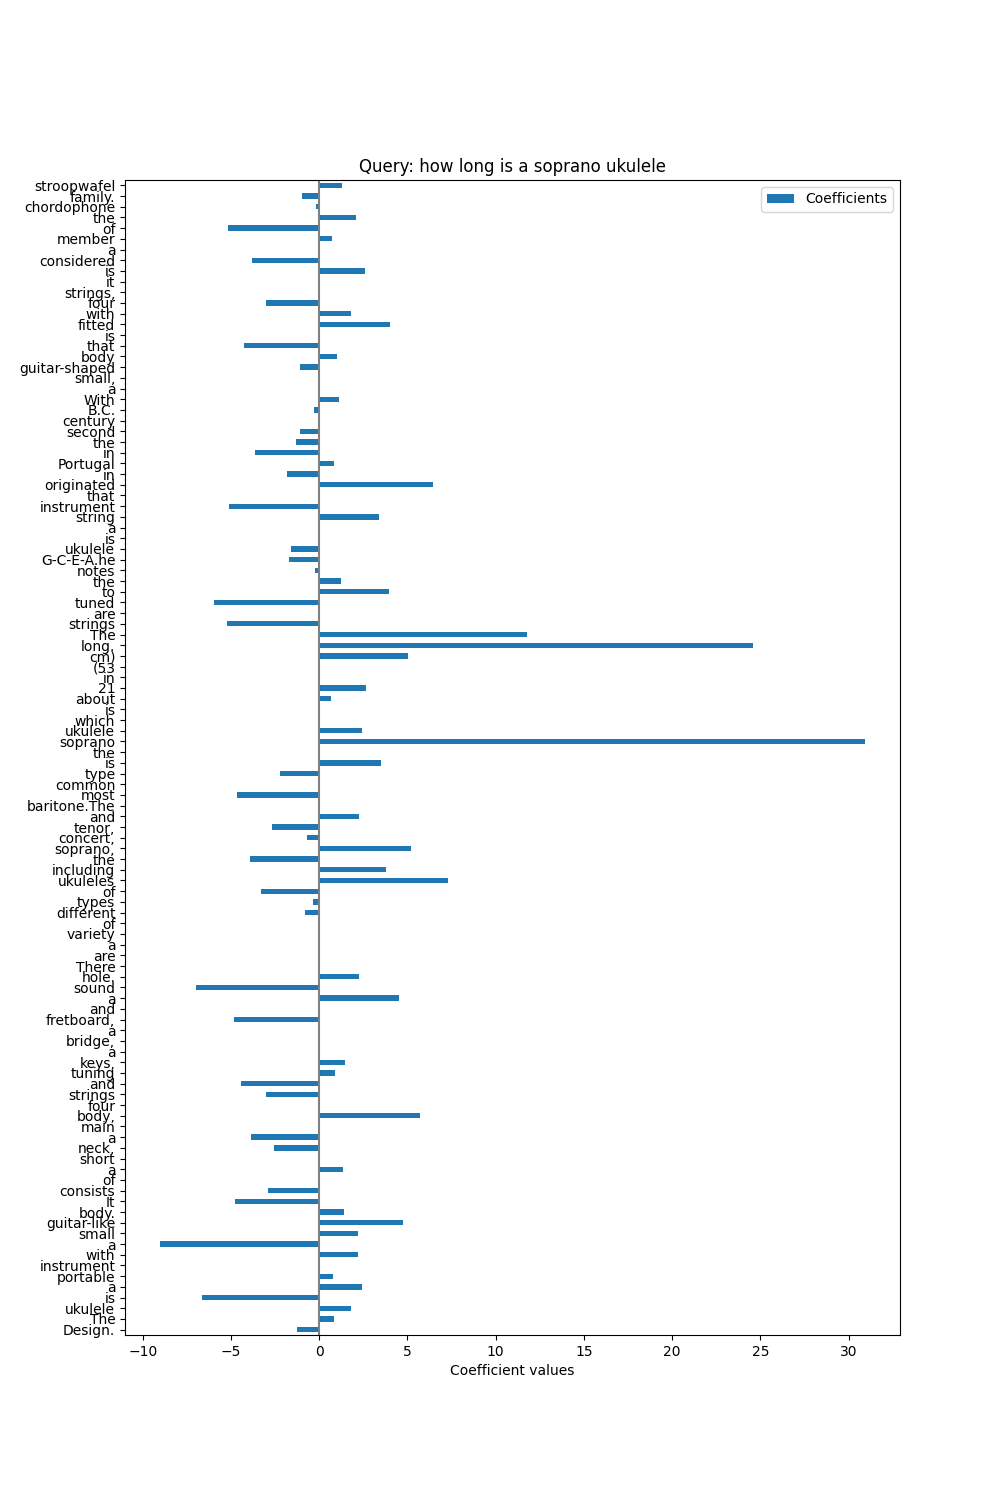 Query: how long is a soprano ukulele
Coefficients
stroopwafel
family.
chordophone
the
of
member
a
considered
is
it
strings,
four
with
fitted
is
that
body
guitar-shaped
small,
a
With
B.C.
century
second
the
in
Portugal
in
originated
that
instrument
string
a
is
ukulele
G-C-E-A.he
notes
the
to
tuned
are
strings
The
long.
cm)
(53
in
21
about
is
which
ukulele
soprano
the
is
type
common
most
baritone.The
and
tenor,
concert,
soprano,
the
including
ukuleles
of
types
different
of
variety
a
are
There
hole.
sound
a
and
fretboard,
a
bridge,
a
keys,
tuning
and
strings
four
body,
main
a
neck,
short
a
of
consists
It
body.
guitar-like
small
a
with
instrument
portable
a
is
ukulele
The
Design.
−10 −5 0 5 10 15 20 25 30
Coefficient values